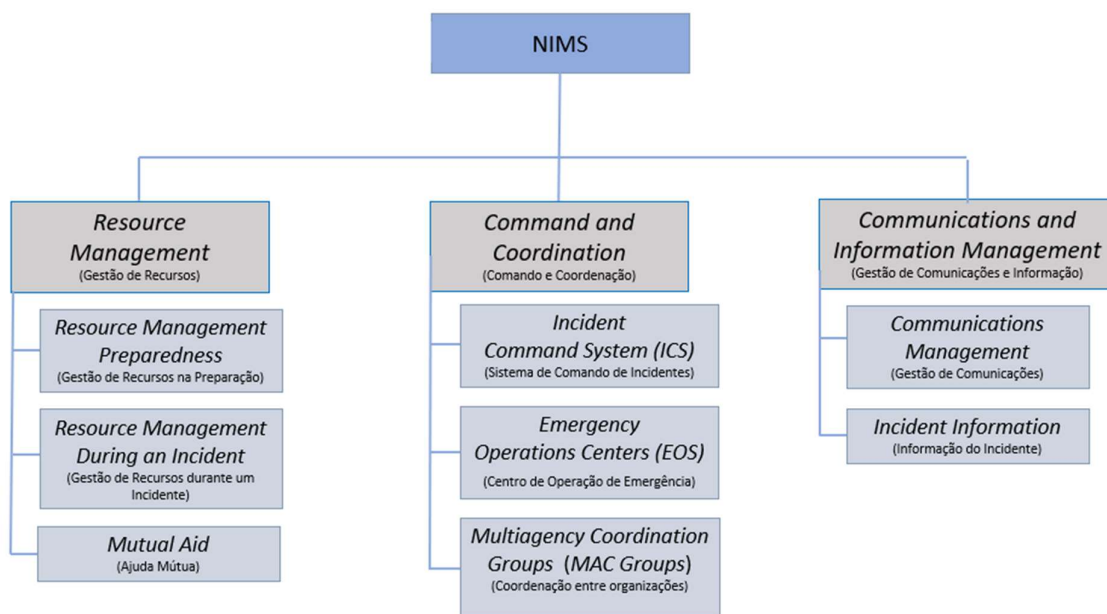 NIMS
Resource
Management
(Gestão de Recursos)
Resource Management
Preparedness
(Gestão de Recursos na Preparação)
Resource Management
During an Incident
(Gestão de Recursos durante um
Incidente)
Mutual Aid
(Ajuda Mútua)
Command and
Coordination
(Comando e Coordenação)
Incident
Command System (ICS)
(Sistema de Comando de Incidentes)
Emergency
Operations Centers (EOS)
(Centro de Operação de Emergência)
Multiagency Coordination
Groups (MAC Groups)
(Coordenação entre organizações)
Communications and
Information Management
(Gestão de Comunicações e Informação)
Communications
Management
(Gestão de Comunicações)
Incident Information
(Informação do Incidente)